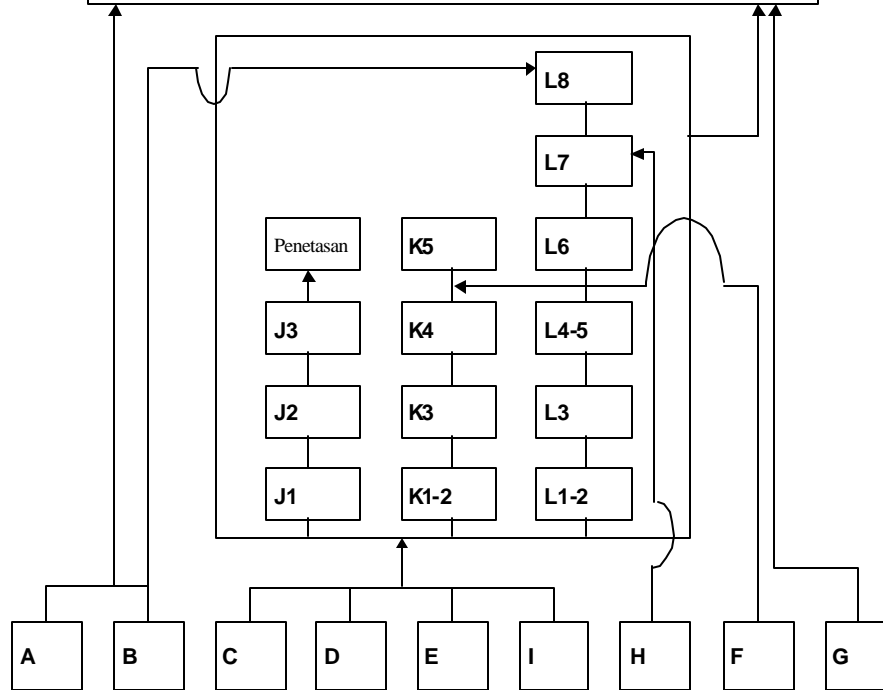 L8
L7
Penetasan K5 L6
J3 K4 L4-5
J2 K3 L3
J1 K1-2 L1-2
A B C D E I H F G